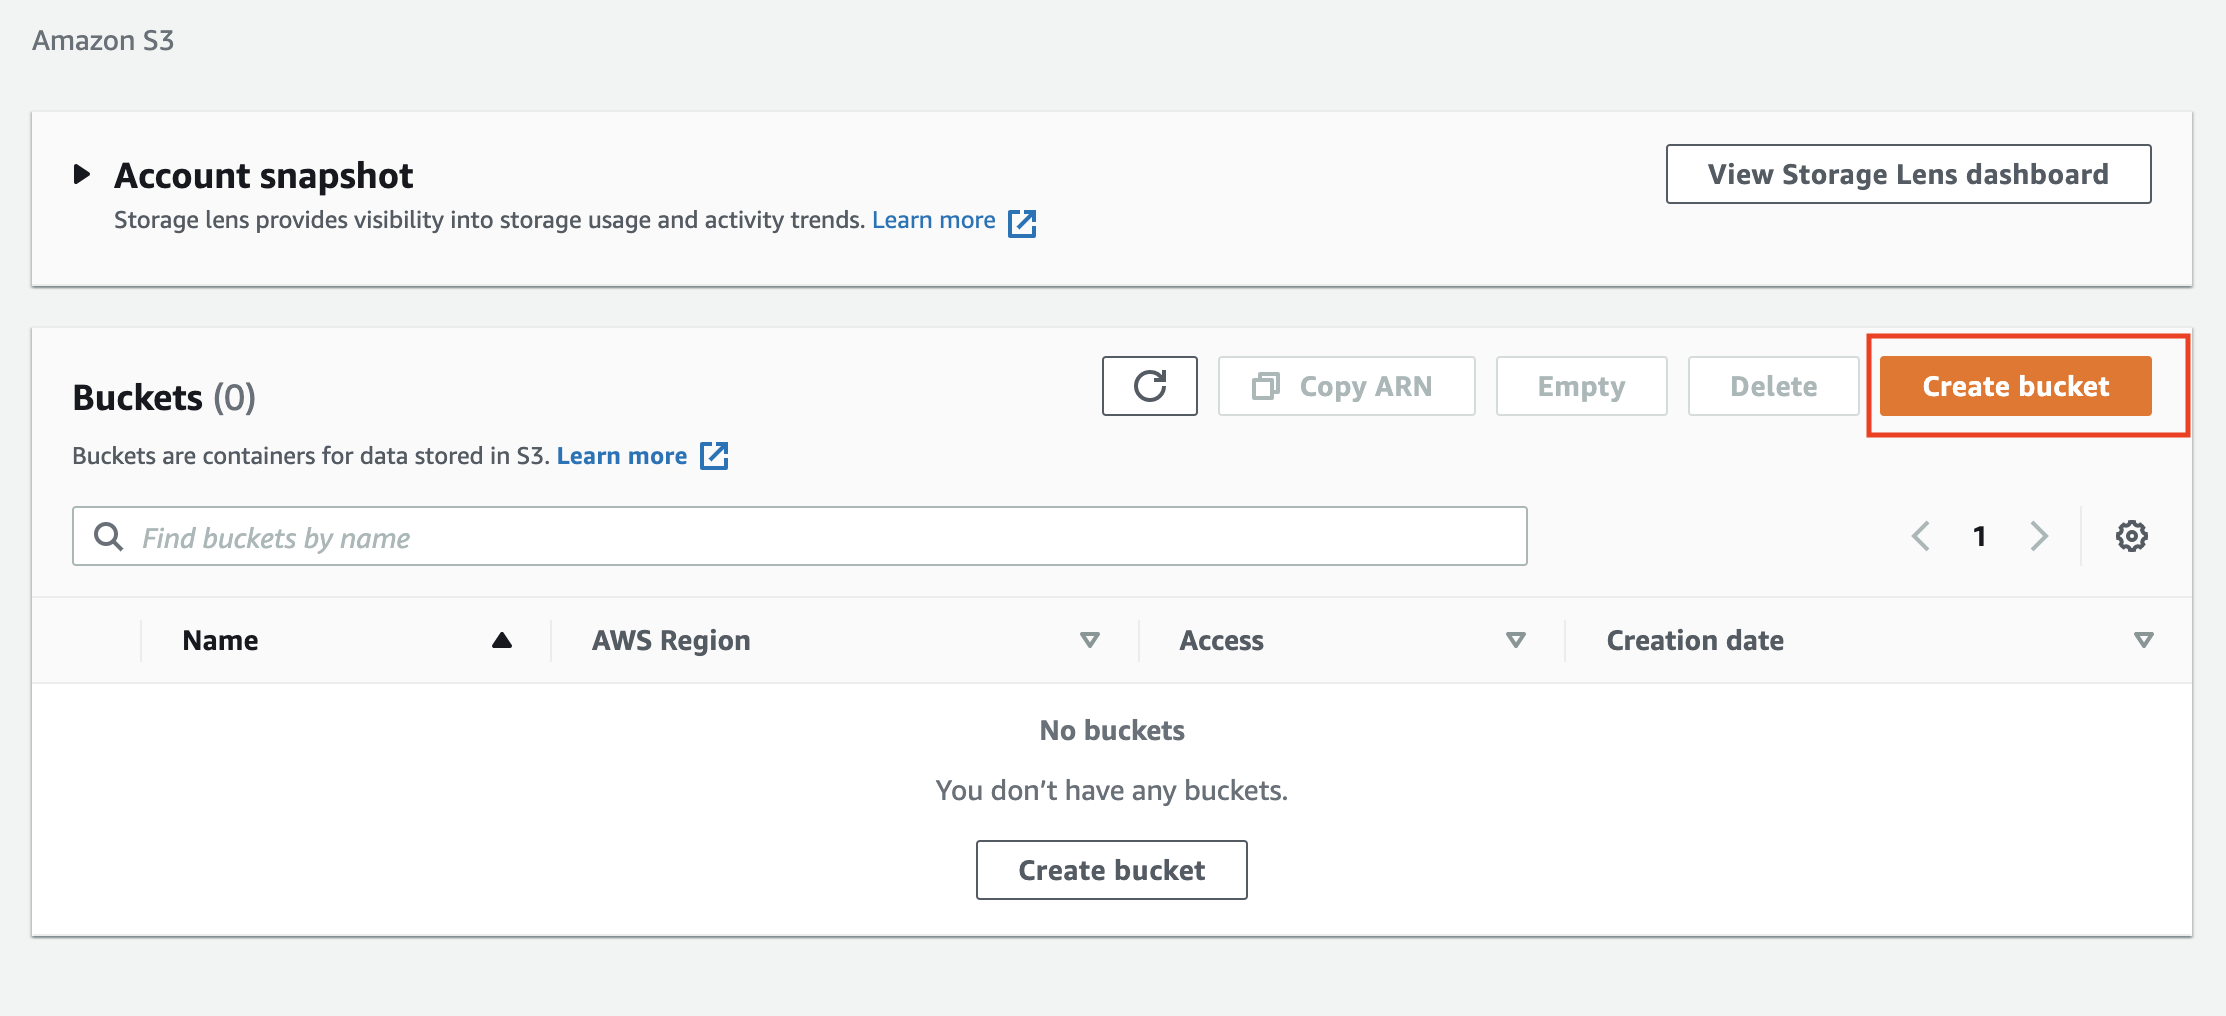 Amazon S3
Account snapshot
View Storage Lens dashboard
Storage lens provides visibility into storage usage and activity trends. Learn more
Buckets (0)
Copy ARN
Empty
Delete
Create bucket
Buckets are containers for data stored in S3. Learn more
Find buckets by name
1
Name
AWS Region
Access
Creation date
No buckets
You don’t have any buckets.
Create bucket